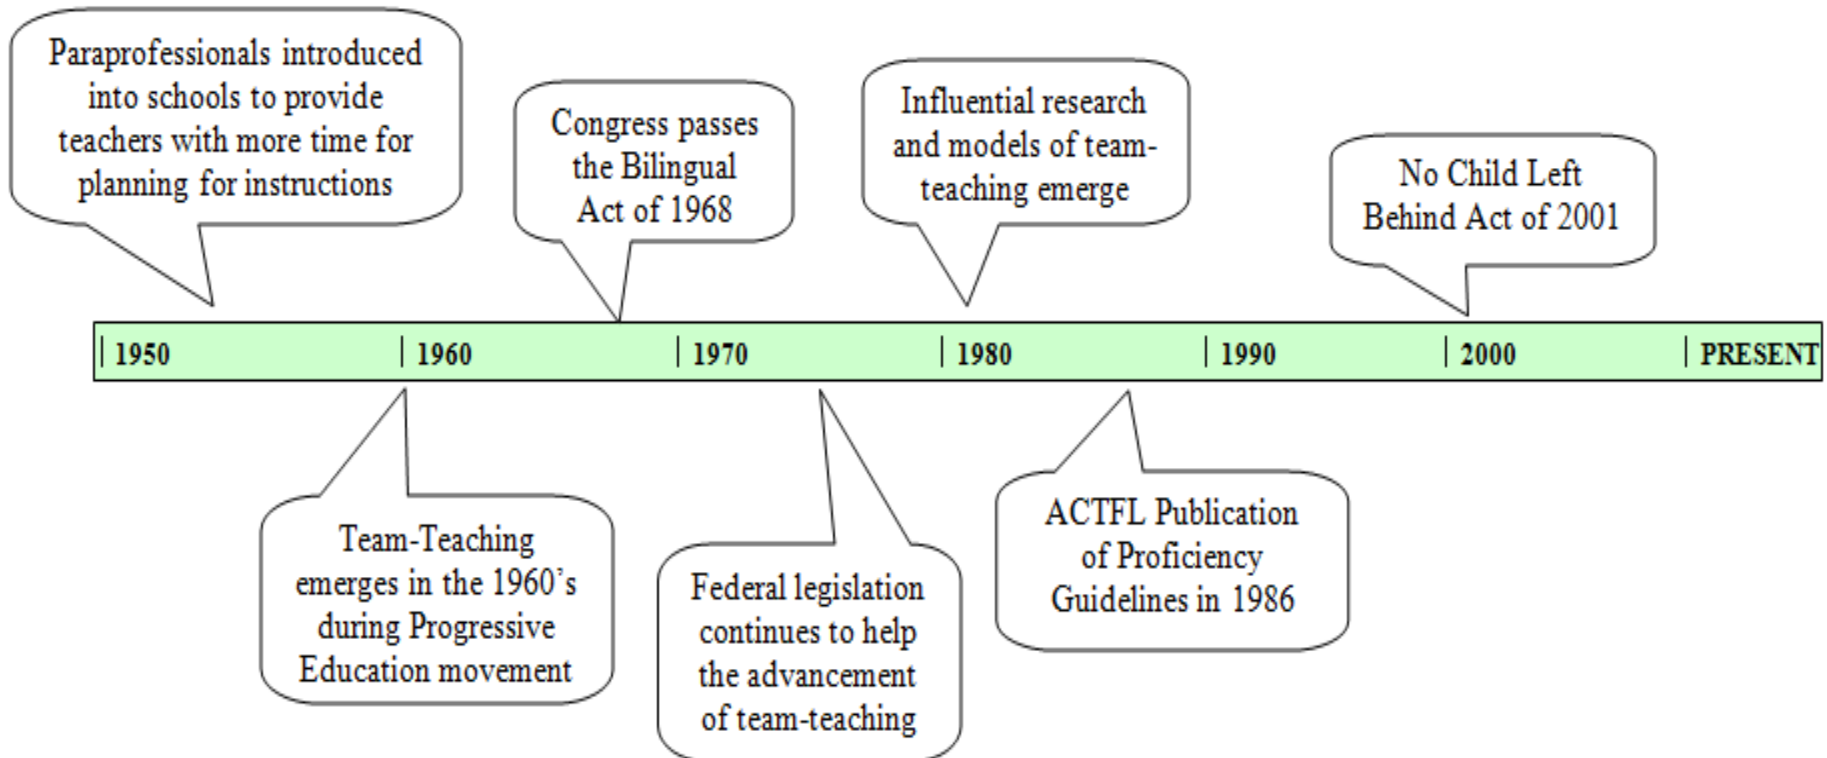 Paraprofessionals introduced
into schools to provide
teachers with more time for
planning for instructions
Congress passes
the Bilingual
Act of 1968
Influential research
and models of team-
teaching emerge
No Child Left
Behind Act of 2001
1950
1960
1970
1980
1990
2000
PRESENT
Team-Teaching
emerges in the 1960’s
during Progressive
Education movement
Federal legislation
continues to help
the advancement
of team-teaching
ACTFL Publication
of Proficiency
Guidelines in 1986